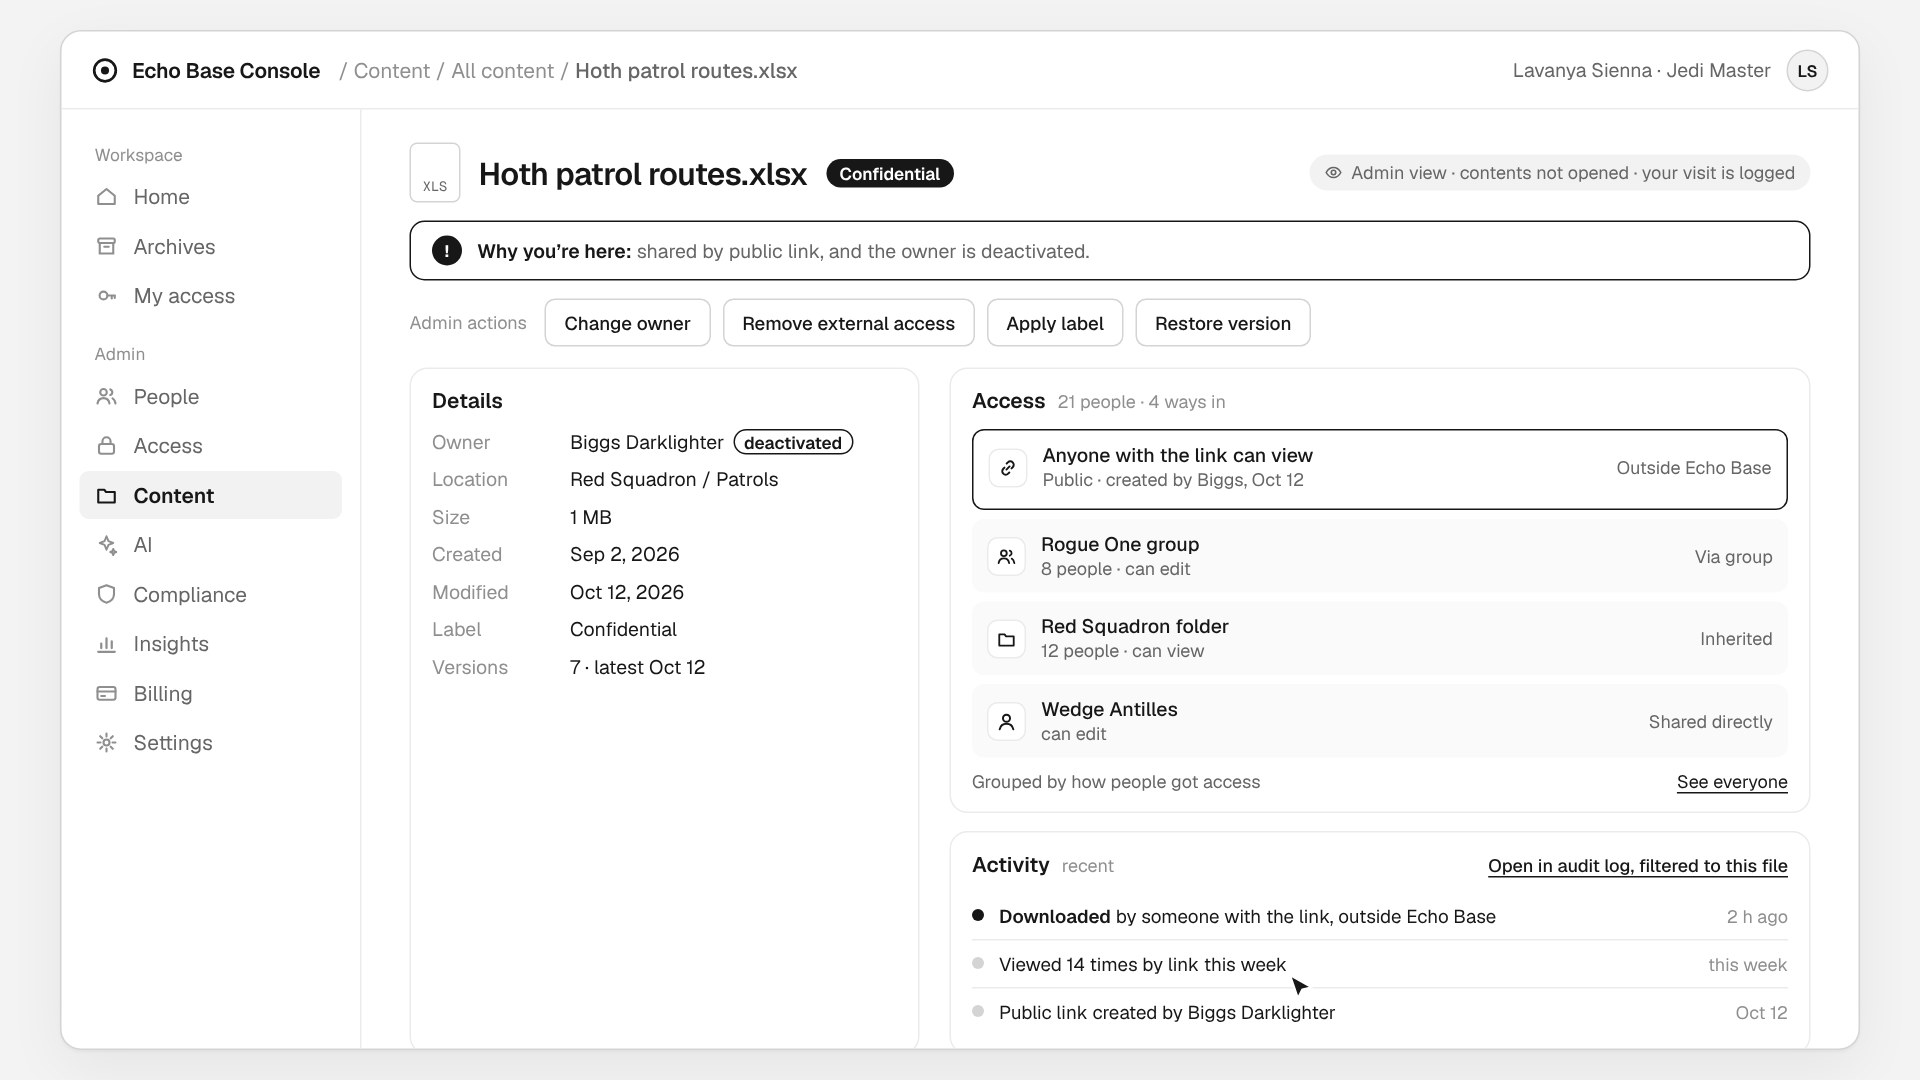 Echo Base Console / Content / All content / Hoth patrol routes.xlsx
Lavanya Sienna · Jedi Master LS
Workspace
Home
Archives
My access
Admin
People
Access
Content
AI
Compliance
Insights
Billing
Settings
XLS
Hoth patrol routes.xlsx Confidential
Admin view · contents not opened · your visit is logged
! Why you’re here: shared by public link, and the owner is deactivated.
Admin actions Change owner Remove external access Apply label Restore version
Details
Owner Biggs Darklighter deactivated
Location Red Squadron / Patrols
Size 1 MB
Created Sep 2, 2026
Modified Oct 12, 2026
Label Confidential
Versions 7 · latest Oct 12
Access 21 people · 4 ways in
Anyone with the link can view
Public · created by Biggs, Oct 12
Outside Echo Base
Rogue One group
8 people · can edit
Via group
Red Squadron folder
12 people · can view
Inherited
Wedge Antilles
can edit
Shared directly
Grouped by how people got access See everyone
Activity recent Open in audit log, filtered to this file
Downloaded by someone with the link, outside Echo Base 2 h ago
Viewed 14 times by link this week this week
Public link created by Biggs Darklighter Oct 12